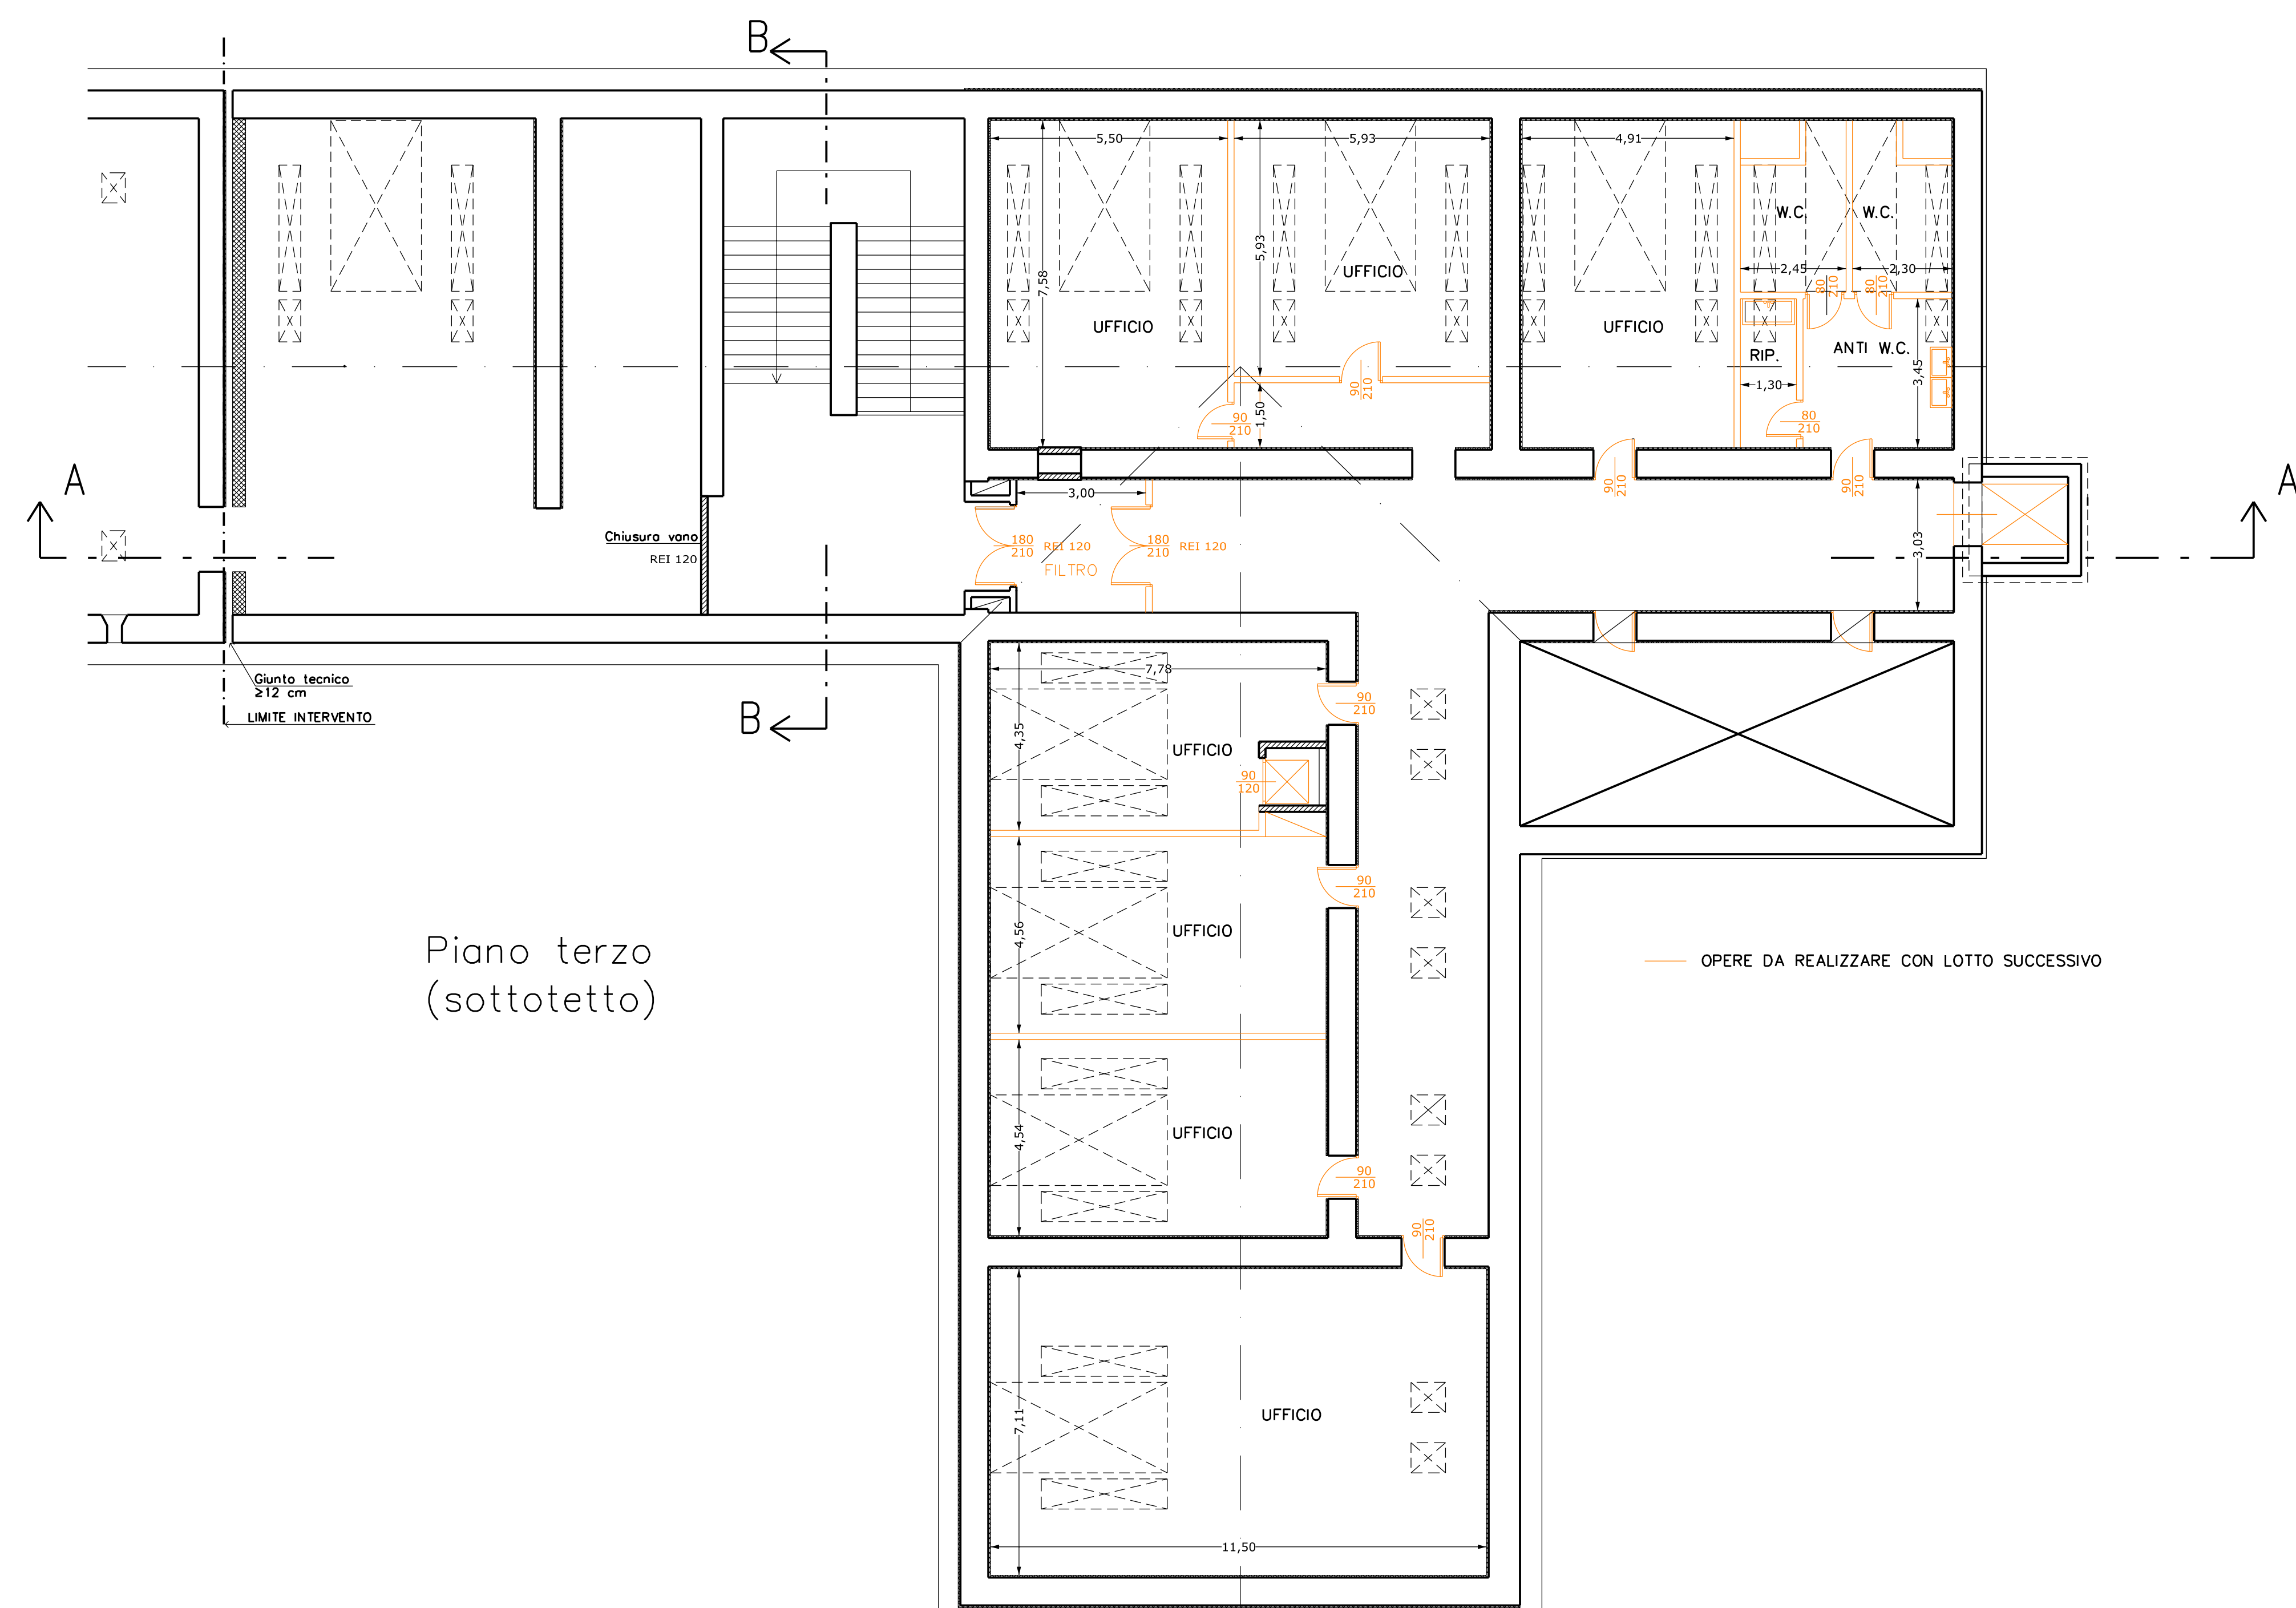 B
5,50
5,93
4,91
7,58
5,93
UFFICIO
UFFICIO
UFFICIO
W.C.
W.C.
2,45
2,30
80
210
80
210
RIP.
ANTI W.C.
1,30
3,45
90
210
1,50
90
210
80
210
A
A
3,00
90
210
90
210
Chiusura vano
REI 120
180
210
REI 120
180
210
REI 120
FILTRO
3,03
Giunto tecnico
≥12 cm
LIMITE INTERVENTO
B
7,78
90
210
4,35
UFFICIO
90
120
90
210
4,56
UFFICIO
Piano terzo
(sottotetto)
OPERE DA REALIZZARE CON LOTTO SUCCESSIVO
4,54
UFFICIO
90
210
90
210
7,11
UFFICIO
11,50